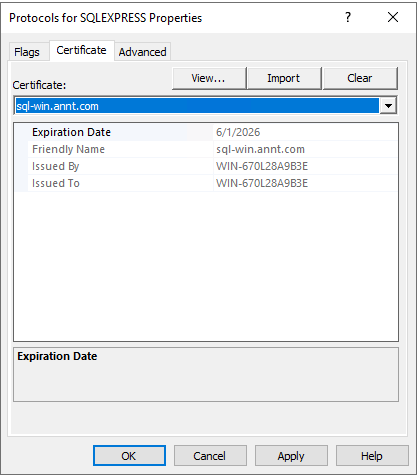 Protocols for SQLEXPRESS Properties ? ×
Flags Certificate Advanced
View... Import Clear
Certificate:
sql-win.annt.com
Expiration Date 6/1/2026
Friendly Name sql-win.annt.com
Issued By WIN-670L28A9B3E
Issued To WIN-670L28A9B3E
Expiration Date
OK Cancel Apply Help